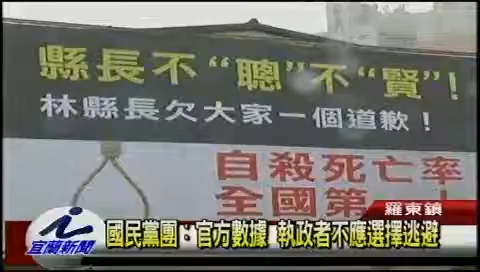 縣長不“聰”不“賢”!
林縣長欠大家一個道歉!
自殺死亡率
全國第一!
羅東鎮
宜蘭新聞
國民黨團：官方數據 執政者不應選擇逃避